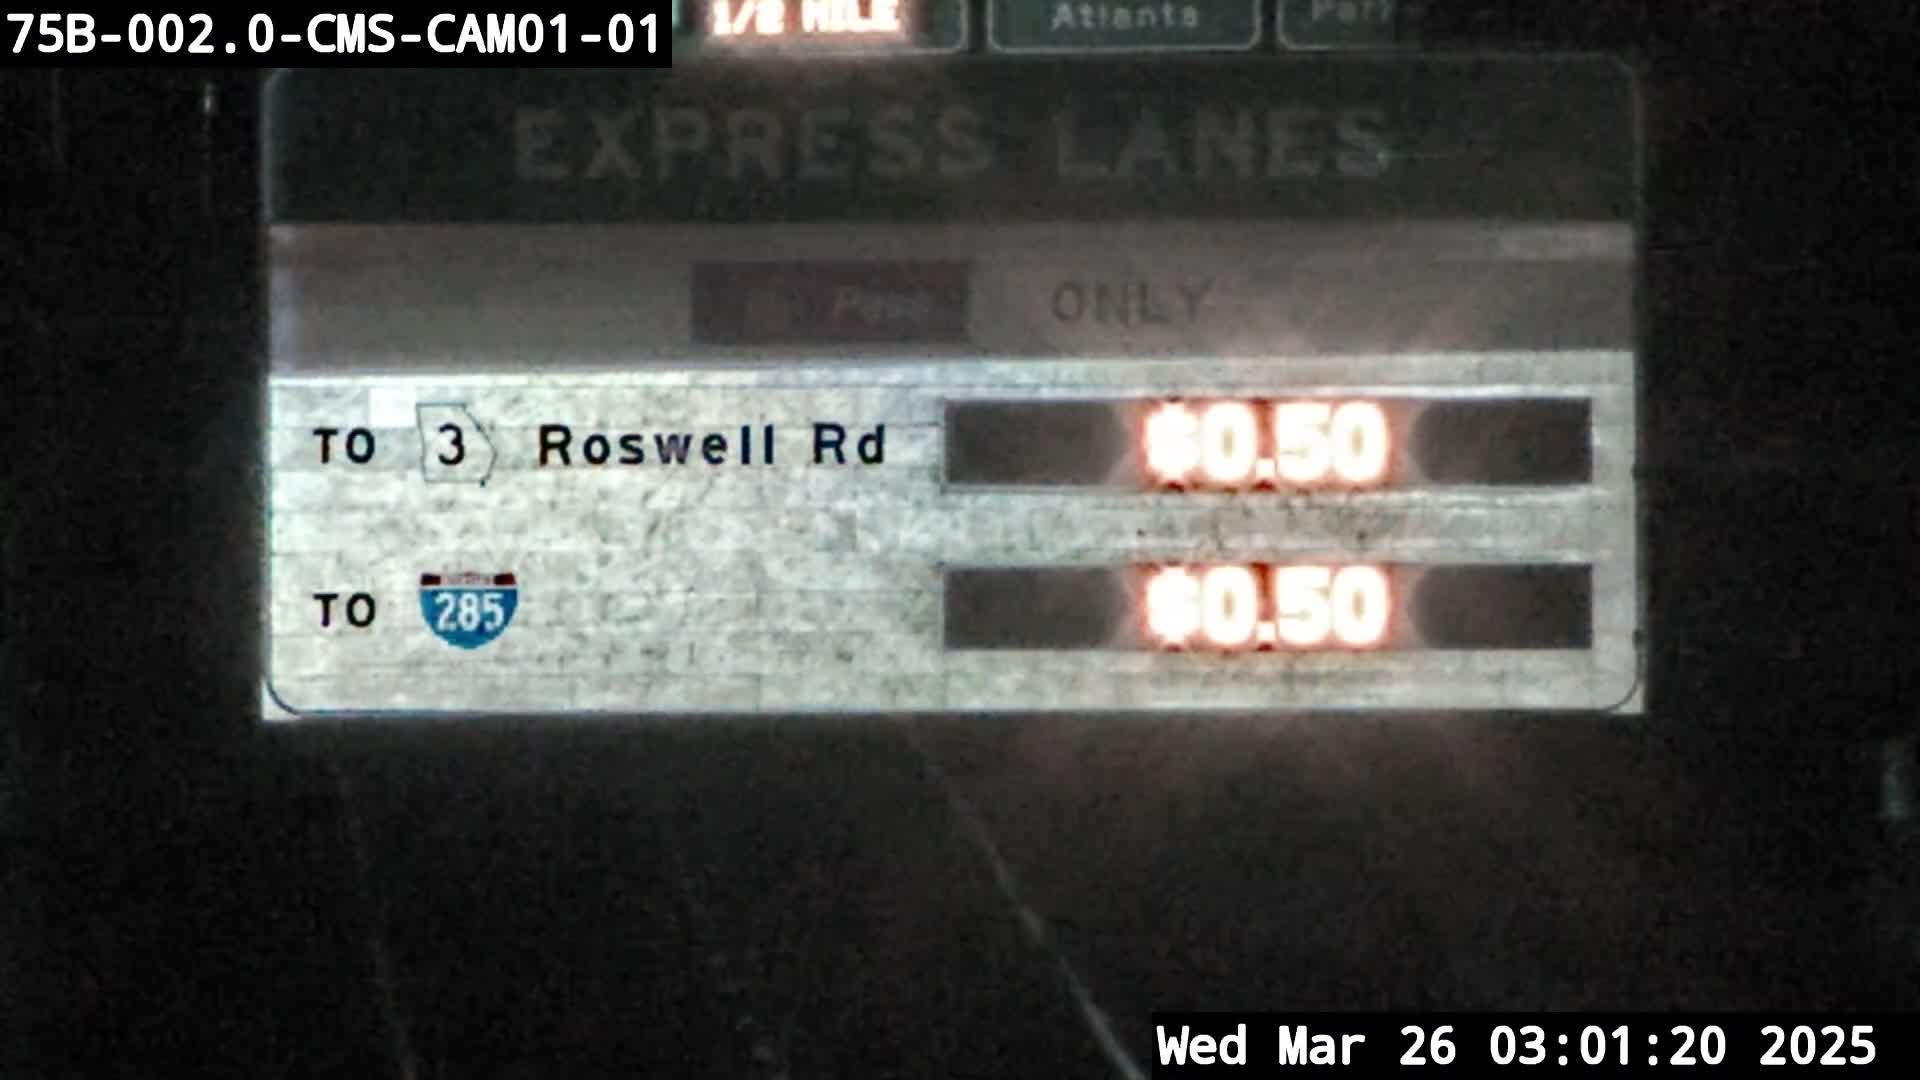 75B-002.0-CMS-CAM01-01
1/2 MILE
Atlanta
EXPRESS LANES
ONLY
TO 3 Roswell Rd $0.50
TO 285 $0.50
Wed Mar 26 03:01:20 2025